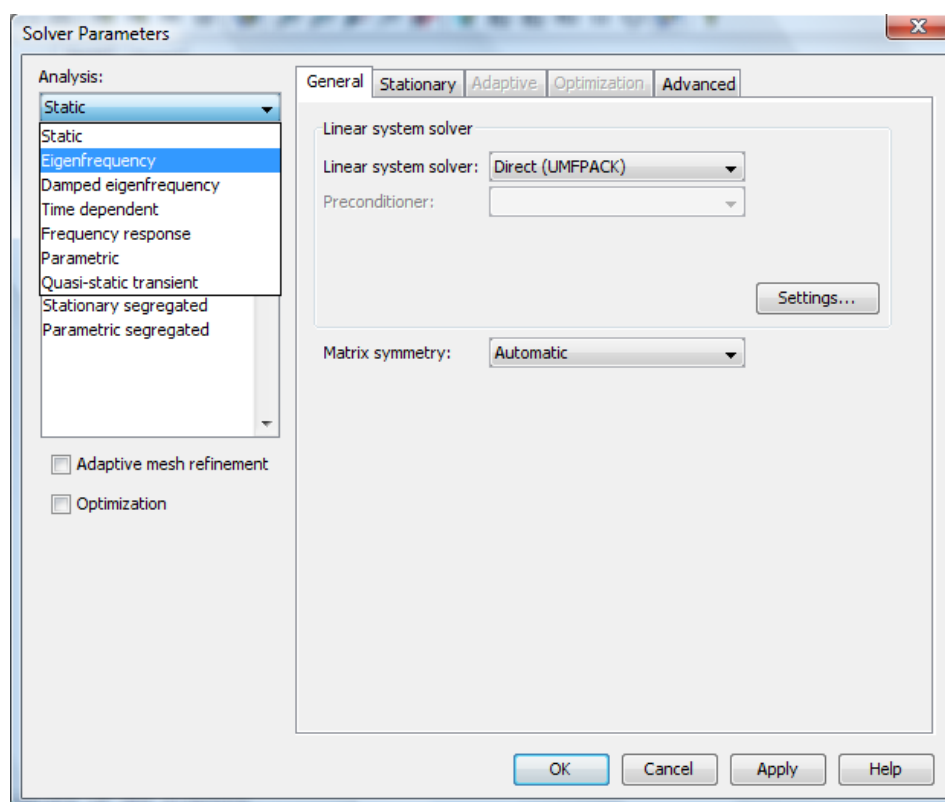 Solver Parameters
Analysis:
Static
Static
Eigenfrequency
Damped eigenfrequency
Time dependent
Frequency response
Parametric
Quasi-static transient
Stationary segregated
Parametric segregated
Adaptive mesh refinement
Optimization
General Stationary Adaptive Optimization Advanced
Linear system solver
Linear system solver: Direct (UMFPACK)
Preconditioner:
Settings...
Matrix symmetry: Automatic
OK Cancel Apply Help